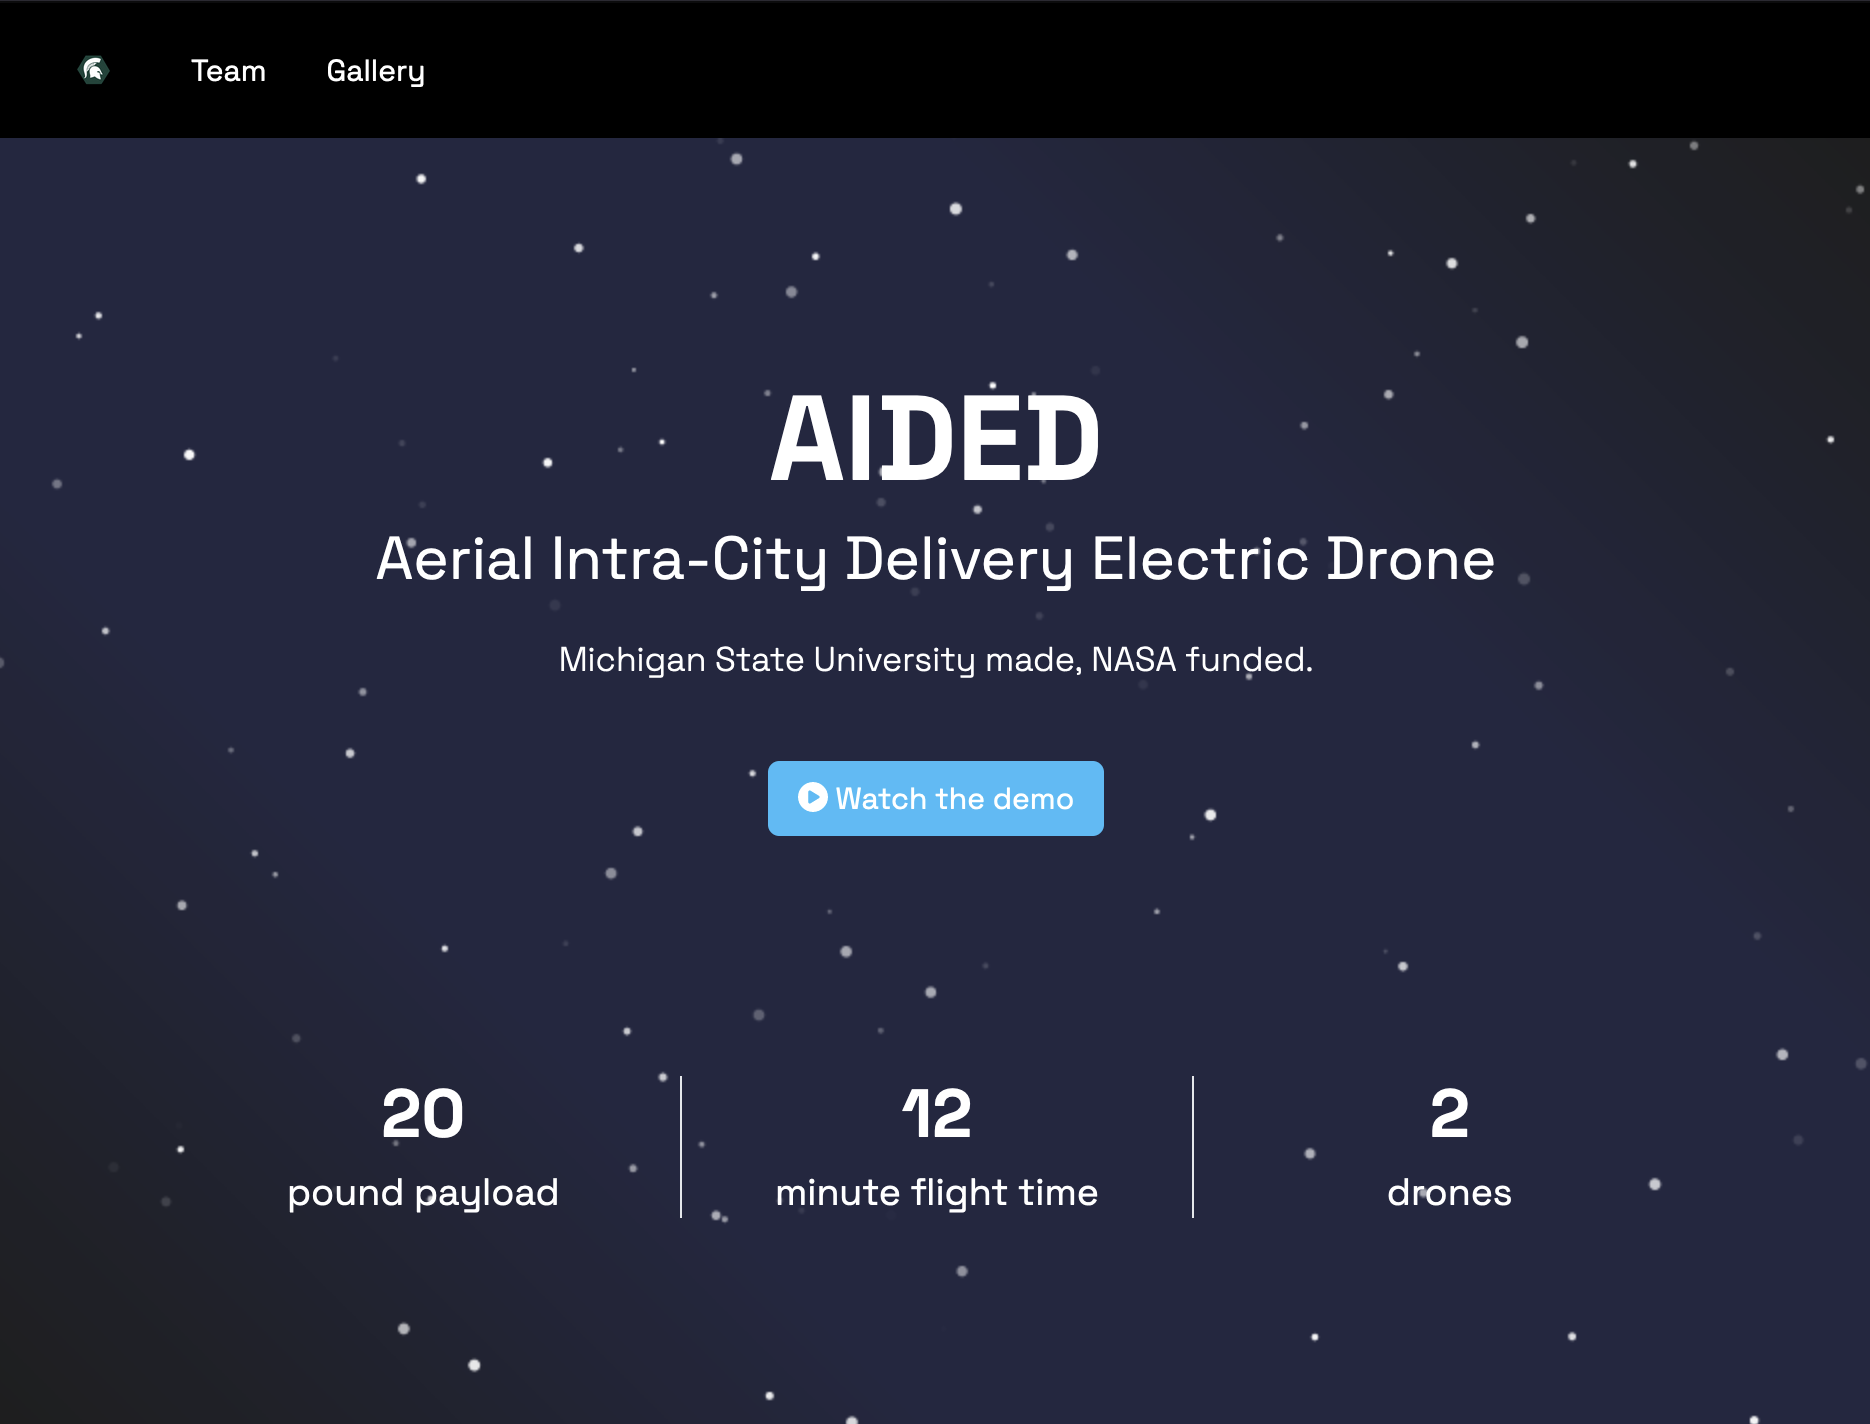 Team Gallery
AIDED
Aerial Intra-City Delivery Electric Drone
Michigan State University made, NASA funded.
Watch the demo
20 12 2
pound payload minute flight time drones